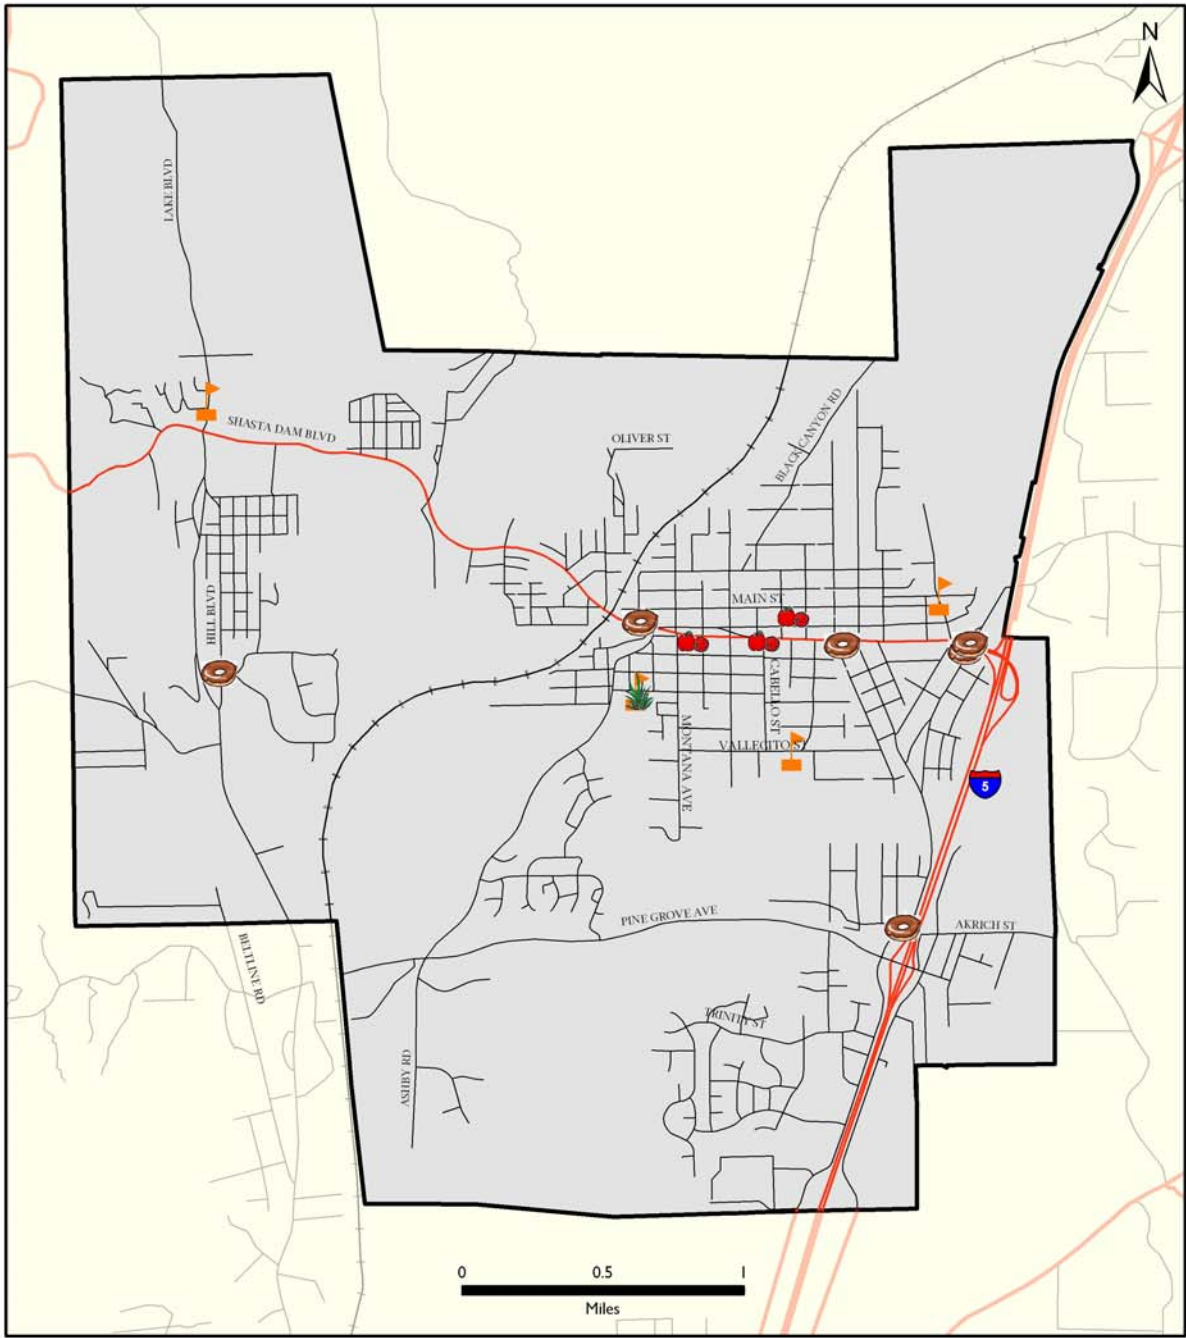 N
LAKE BLVD
SHASTA DAM BLVD
OLIVER ST
BLACK CANYON RD
HILL BLVD
MAIN ST
CABELLO ST
MONTANA AVE
VALLECITO ST
5
PINE GROVE AVE
AKRICH ST
BELTLINE RD
TRINITY ST
ASHBY RD
0 0.5 1
Miles